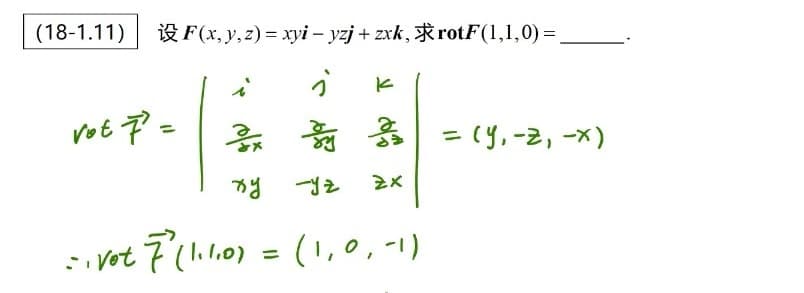 (18-1.11) 设 F(x, y, z) = xyi − yzj + zxk, 求 rotF(1,1,0) = ______.
i j k
rot F⃗ = | ∂/∂x ∂/∂y ∂/∂z | = (y, -z, -x)
xy -yz zx
∴ rot F⃗ (1,1,0) = (1, 0, -1)